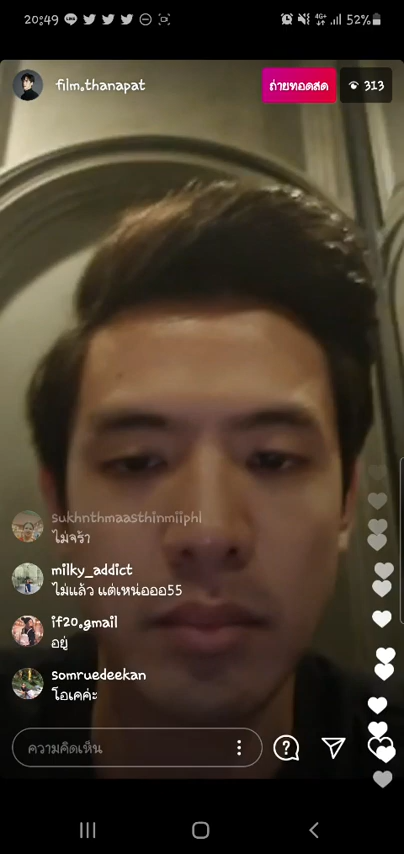 20:49
4G+
52%
film.thanapat
ถ่ายทอดสด
313
sukhnthmaasthinmiiphl
ไม่จร้า
milky_addict
ไม่แล้ว แต่เหน่อออ55
if20.gmail
อยู่
somruedeekan
โอเคค่ะ
ความคิดเห็น